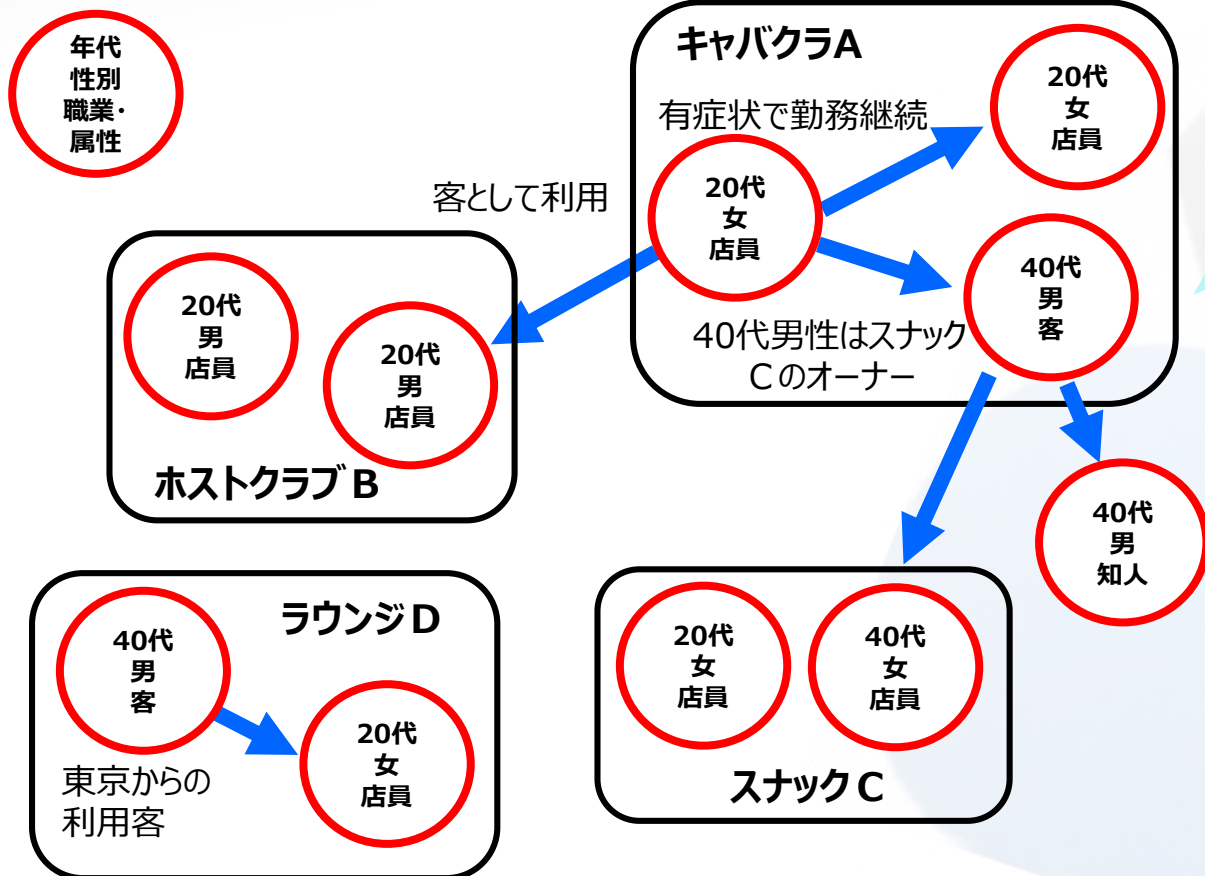 年代
性別
職業・
属性
キャバクラA
20代
女
店員
有症状で勤務継続
20代
女
店員
客として利用
40代
男
客
40代男性はスナック
Cのオーナー
20代
男
店員
20代
男
店員
ホストクラブB
40代
男
知人
ラウンジD
40代
男
客
20代
女
店員
東京からの
利用客
20代
女
店員
40代
女
店員
スナックC